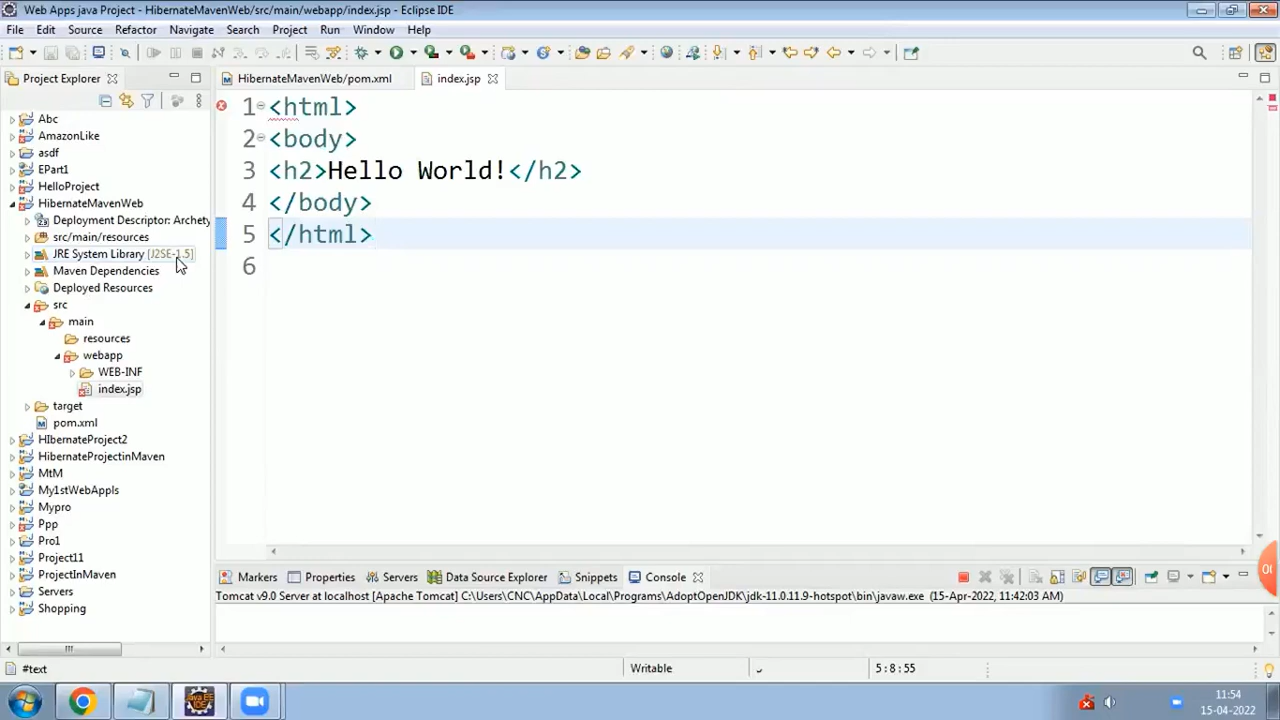 Web Apps java Project - HibernateMavenWeb/src/main/webapp/index.jsp - Eclipse IDE
File Edit Source Refactor Navigate Search Project Run Window Help
Project Explorer
HibernateMavenWeb/pom.xml
index.jsp
Abc
AmazonLike
asdf
EPart1
HelloProject
HibernateMavenWeb
Deployment Descriptor: Archety
src/main/resources
JRE System Library [J2SE-1.5]
Maven Dependencies
Deployed Resources
src
main
resources
webapp
WEB-INF
index.jsp
target
pom.xml
HIbernateProject2
HibernateProjectinMaven
MtM
My1stWebAppls
Mypro
Ppp
Pro1
Project11
ProjectInMaven
Servers
Shopping
1 <html>
2 <body>
3 <h2>Hello World!</h2>
4 </body>
5 </html>
6
Markers Properties Servers Data Source Explorer Snippets Console
Tomcat v9.0 Server at localhost [Apache Tomcat] C:\Users\CNC\AppData\Local\Programs\AdoptOpenJDK\jdk-11.0.11.9-hotspot\bin\javaw.exe (15-Apr-2022, 11:42:03 AM)
#text
Writable
5:8:55
11:54
15-04-2022